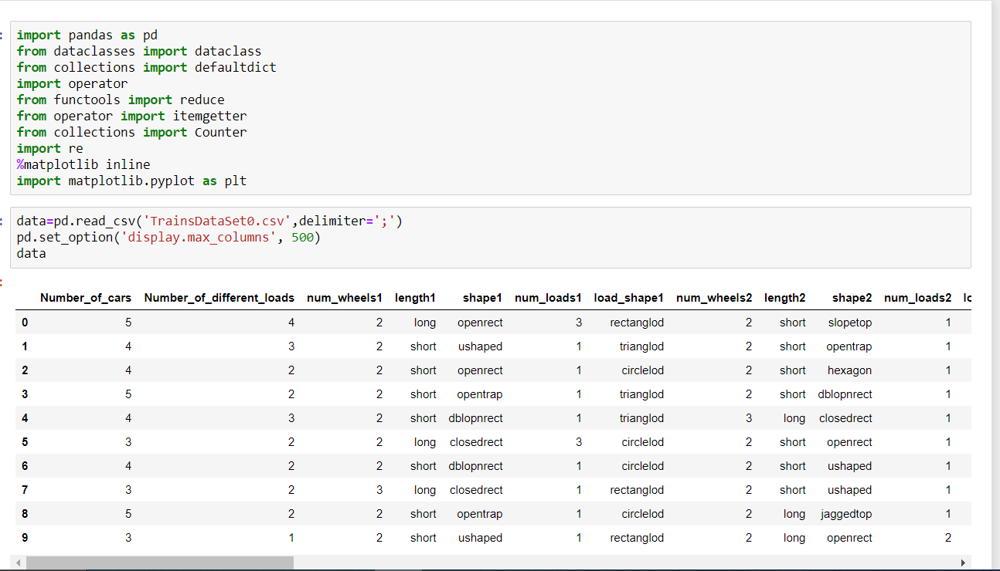 import pandas as pd
from dataclasses import dataclass
from collections import defaultdict
import operator
from functools import reduce
from operator import itemgetter
from collections import Counter
import re
%matplotlib inline
import matplotlib.pyplot as plt
data=pd.read_csv('TrainsDataSet0.csv',delimiter=';')
pd.set_option('display.max_columns', 500)
data
Number_of_cars Number_of_different_loads num_wheels1 length1 shape1 num_loads1 load_shape1 num_wheels2 length2 shape2 num_loads2 lo
0 5 4 2 long openrect 3 rectanglod 2 short slopetop 1
1 4 3 2 short ushaped 1 trianglod 2 short opentrap 1
2 4 2 2 short openrect 1 circlelod 2 short hexagon 1
3 5 2 2 short opentrap 1 trianglod 2 short dblopnrect 1
4 4 3 2 short dblopnrect 1 trianglod 3 long closedrect 1
5 3 2 2 long closedrect 3 circlelod 2 short openrect 1
6 4 2 2 short dblopnrect 1 circlelod 2 short ushaped 1
7 3 2 3 long closedrect 1 rectanglod 2 short ushaped 1
8 5 2 2 short opentrap 1 circlelod 2 long jaggedtop 1
9 3 1 2 short ushaped 1 rectanglod 2 long openrect 2